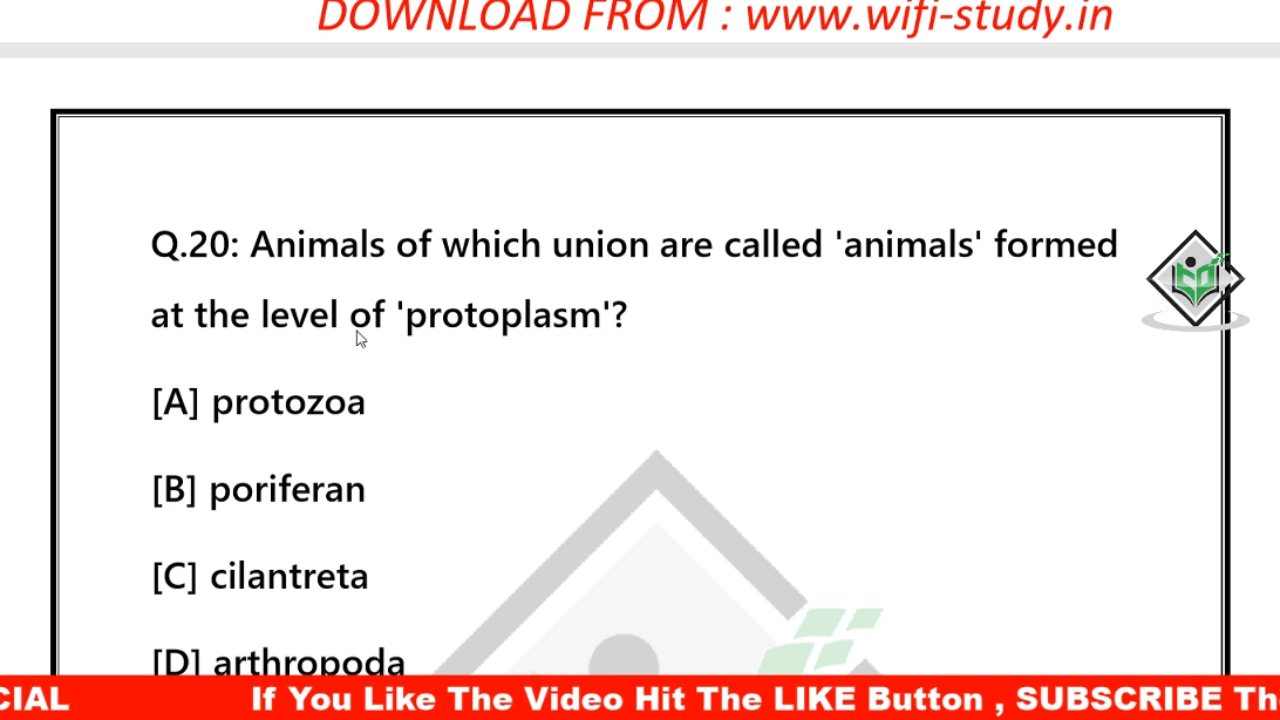 DOWNLOAD FROM : www.wifi-study.in
Q.20: Animals of which union are called 'animals' formed
at the level of 'protoplasm'?
[A] protozoa
[B] poriferan
[C] cilantreta
[D] arthropoda
CIAL If You Like The Video Hit The LIKE Button , SUBSCRIBE Th